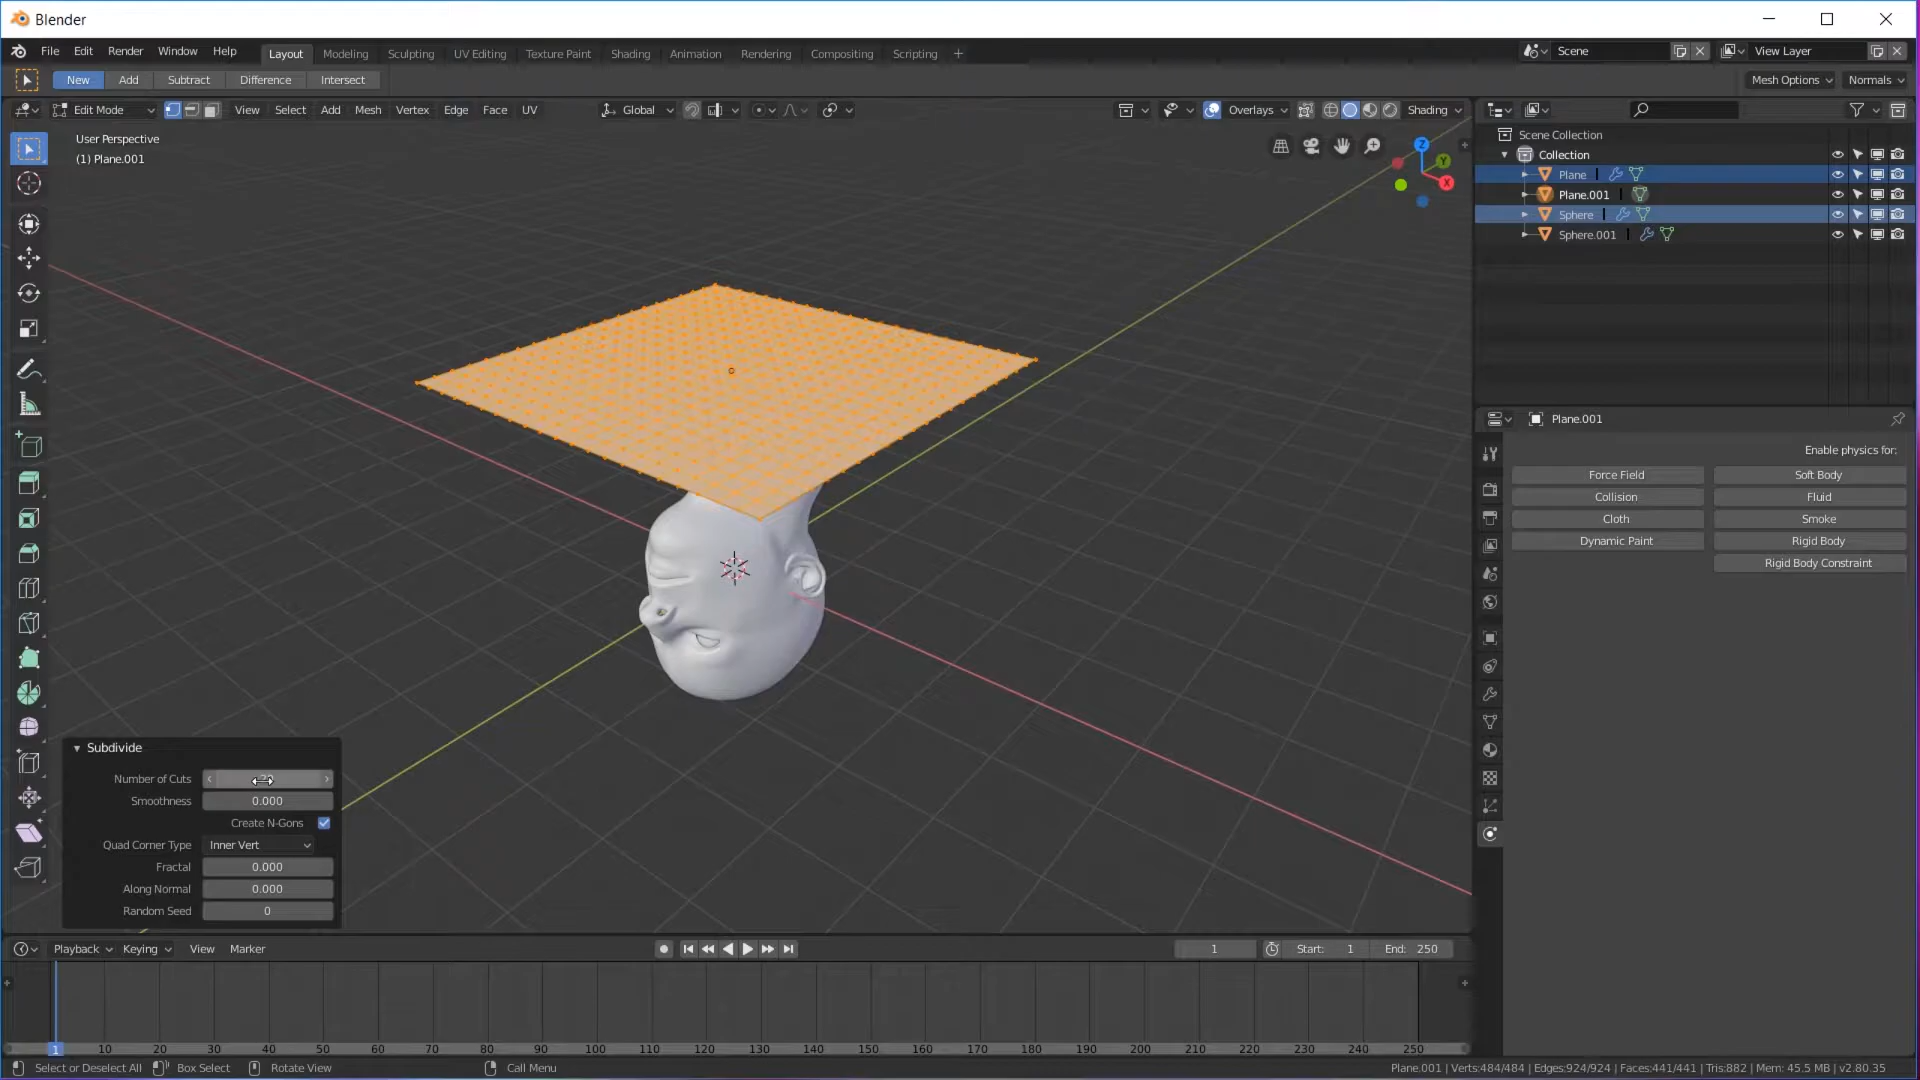 Blender
File Edit Render Window Help
Layout Modeling Sculpting UV Editing Texture Paint Shading Animation Rendering Compositing Scripting
Scene
View Layer
New Add Subtract Difference Intersect
Mesh Options Normals
Edit Mode View Select Add Mesh Vertex Edge Face UV
Global
Overlays
Shading
User Perspective
(1) Plane.001
Z
Y
X
Scene Collection
Collection
Plane
Plane.001
Sphere
Sphere.001
Plane.001
Enable physics for:
Force Field Soft Body
Collision Fluid
Cloth Smoke
Dynamic Paint Rigid Body
Rigid Body Constraint
Subdivide
Number of Cuts
Smoothness 0.000
Create N-Gons
Quad Corner Type Inner Vert
Fractal 0.000
Along Normal 0.000
Random Seed 0
Playback Keying View Marker
1
Start: 1
End: 250
1 10 20 30 40 50 60 70 80 90 100 110 120 130 140 150 160 170 180 190 200 210 220 230 240 250
Select or Deselect All Box Select Rotate View Call Menu
Plane.001 | Verts:484/484 | Edges:924/924 | Faces:441/441 | Tris:882 | Mem: 45.5 MB | v2.80.35